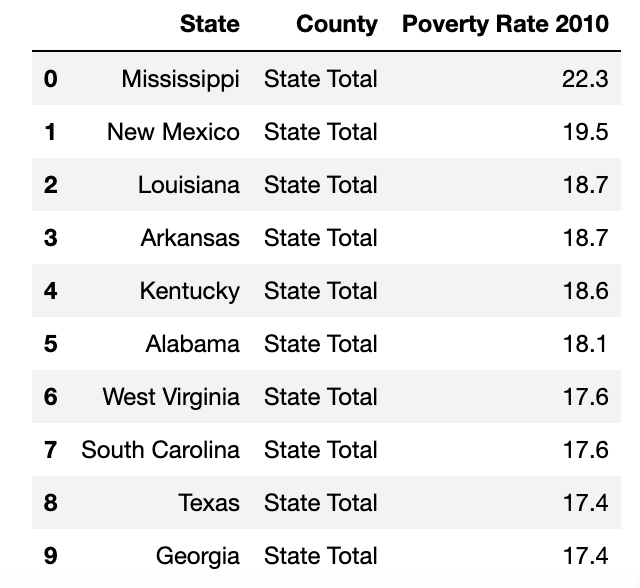 State County Poverty Rate 2010
0 Mississippi State Total 22.3
1 New Mexico State Total 19.5
2 Louisiana State Total 18.7
3 Arkansas State Total 18.7
4 Kentucky State Total 18.6
5 Alabama State Total 18.1
6 West Virginia State Total 17.6
7 South Carolina State Total 17.6
8 Texas State Total 17.4
9 Georgia State Total 17.4